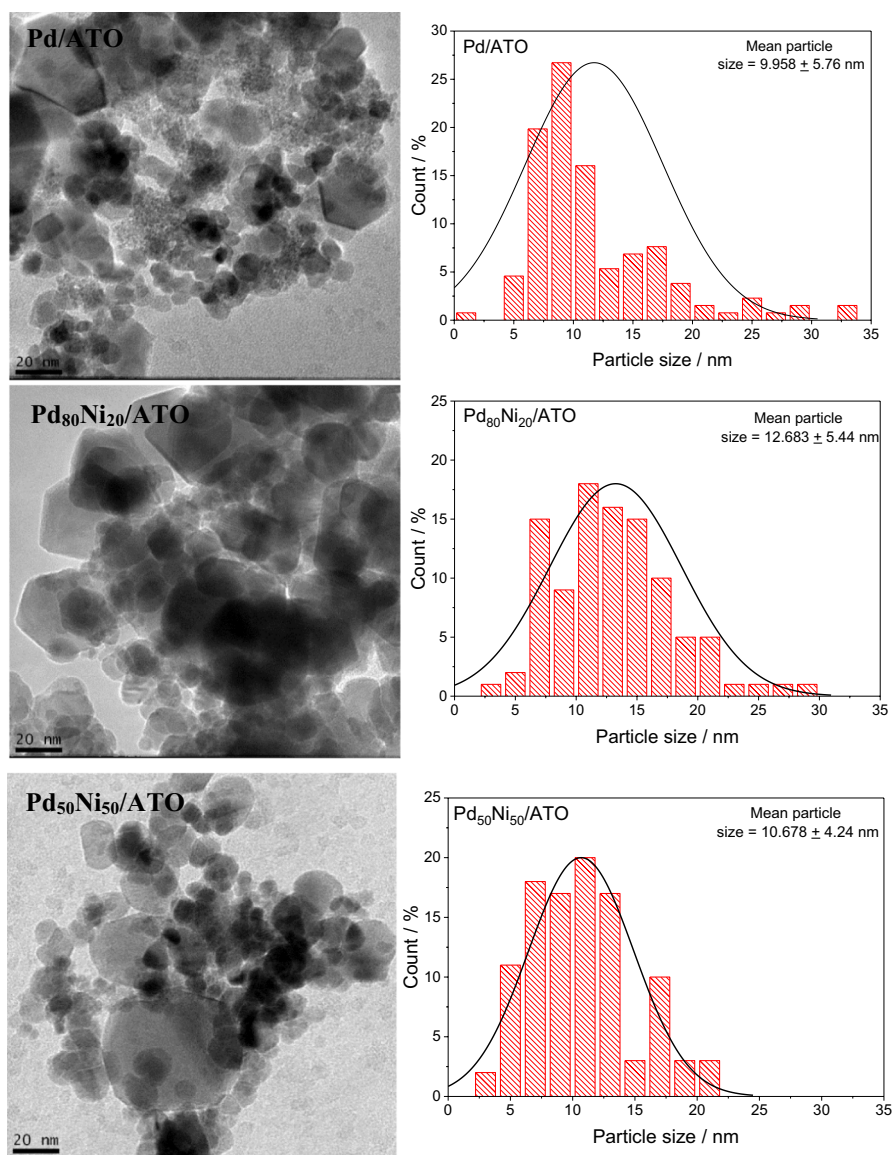 Pd/ATO
20 nm
Pd/ATO
Mean particle
size = 9.958 ± 5.76 nm
30
25
20
15
10
5
0
Count / %
0 5 10 15 20 25 30 35
Particle size / nm
Pd₈₀Ni₂₀/ATO
20 nm
Pd₈₀Ni₂₀/ATO
Mean particle
size = 12.683 ± 5.44 nm
25
20
15
10
5
0
Count / %
0 5 10 15 20 25 30 35
Particle size / nm
Pd₅₀Ni₅₀/ATO
20 nm
Pd₅₀Ni₅₀/ATO
Mean particle
size = 10.678 ± 4.24 nm
25
20
15
10
5
0
Count / %
0 5 10 15 20 25 30 35
Particle size / nm